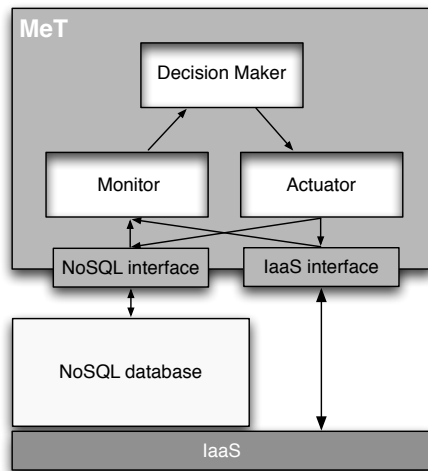 MeT
Decision Maker
Monitor
Actuator
NoSQL interface
IaaS interface
NoSQL database
IaaS